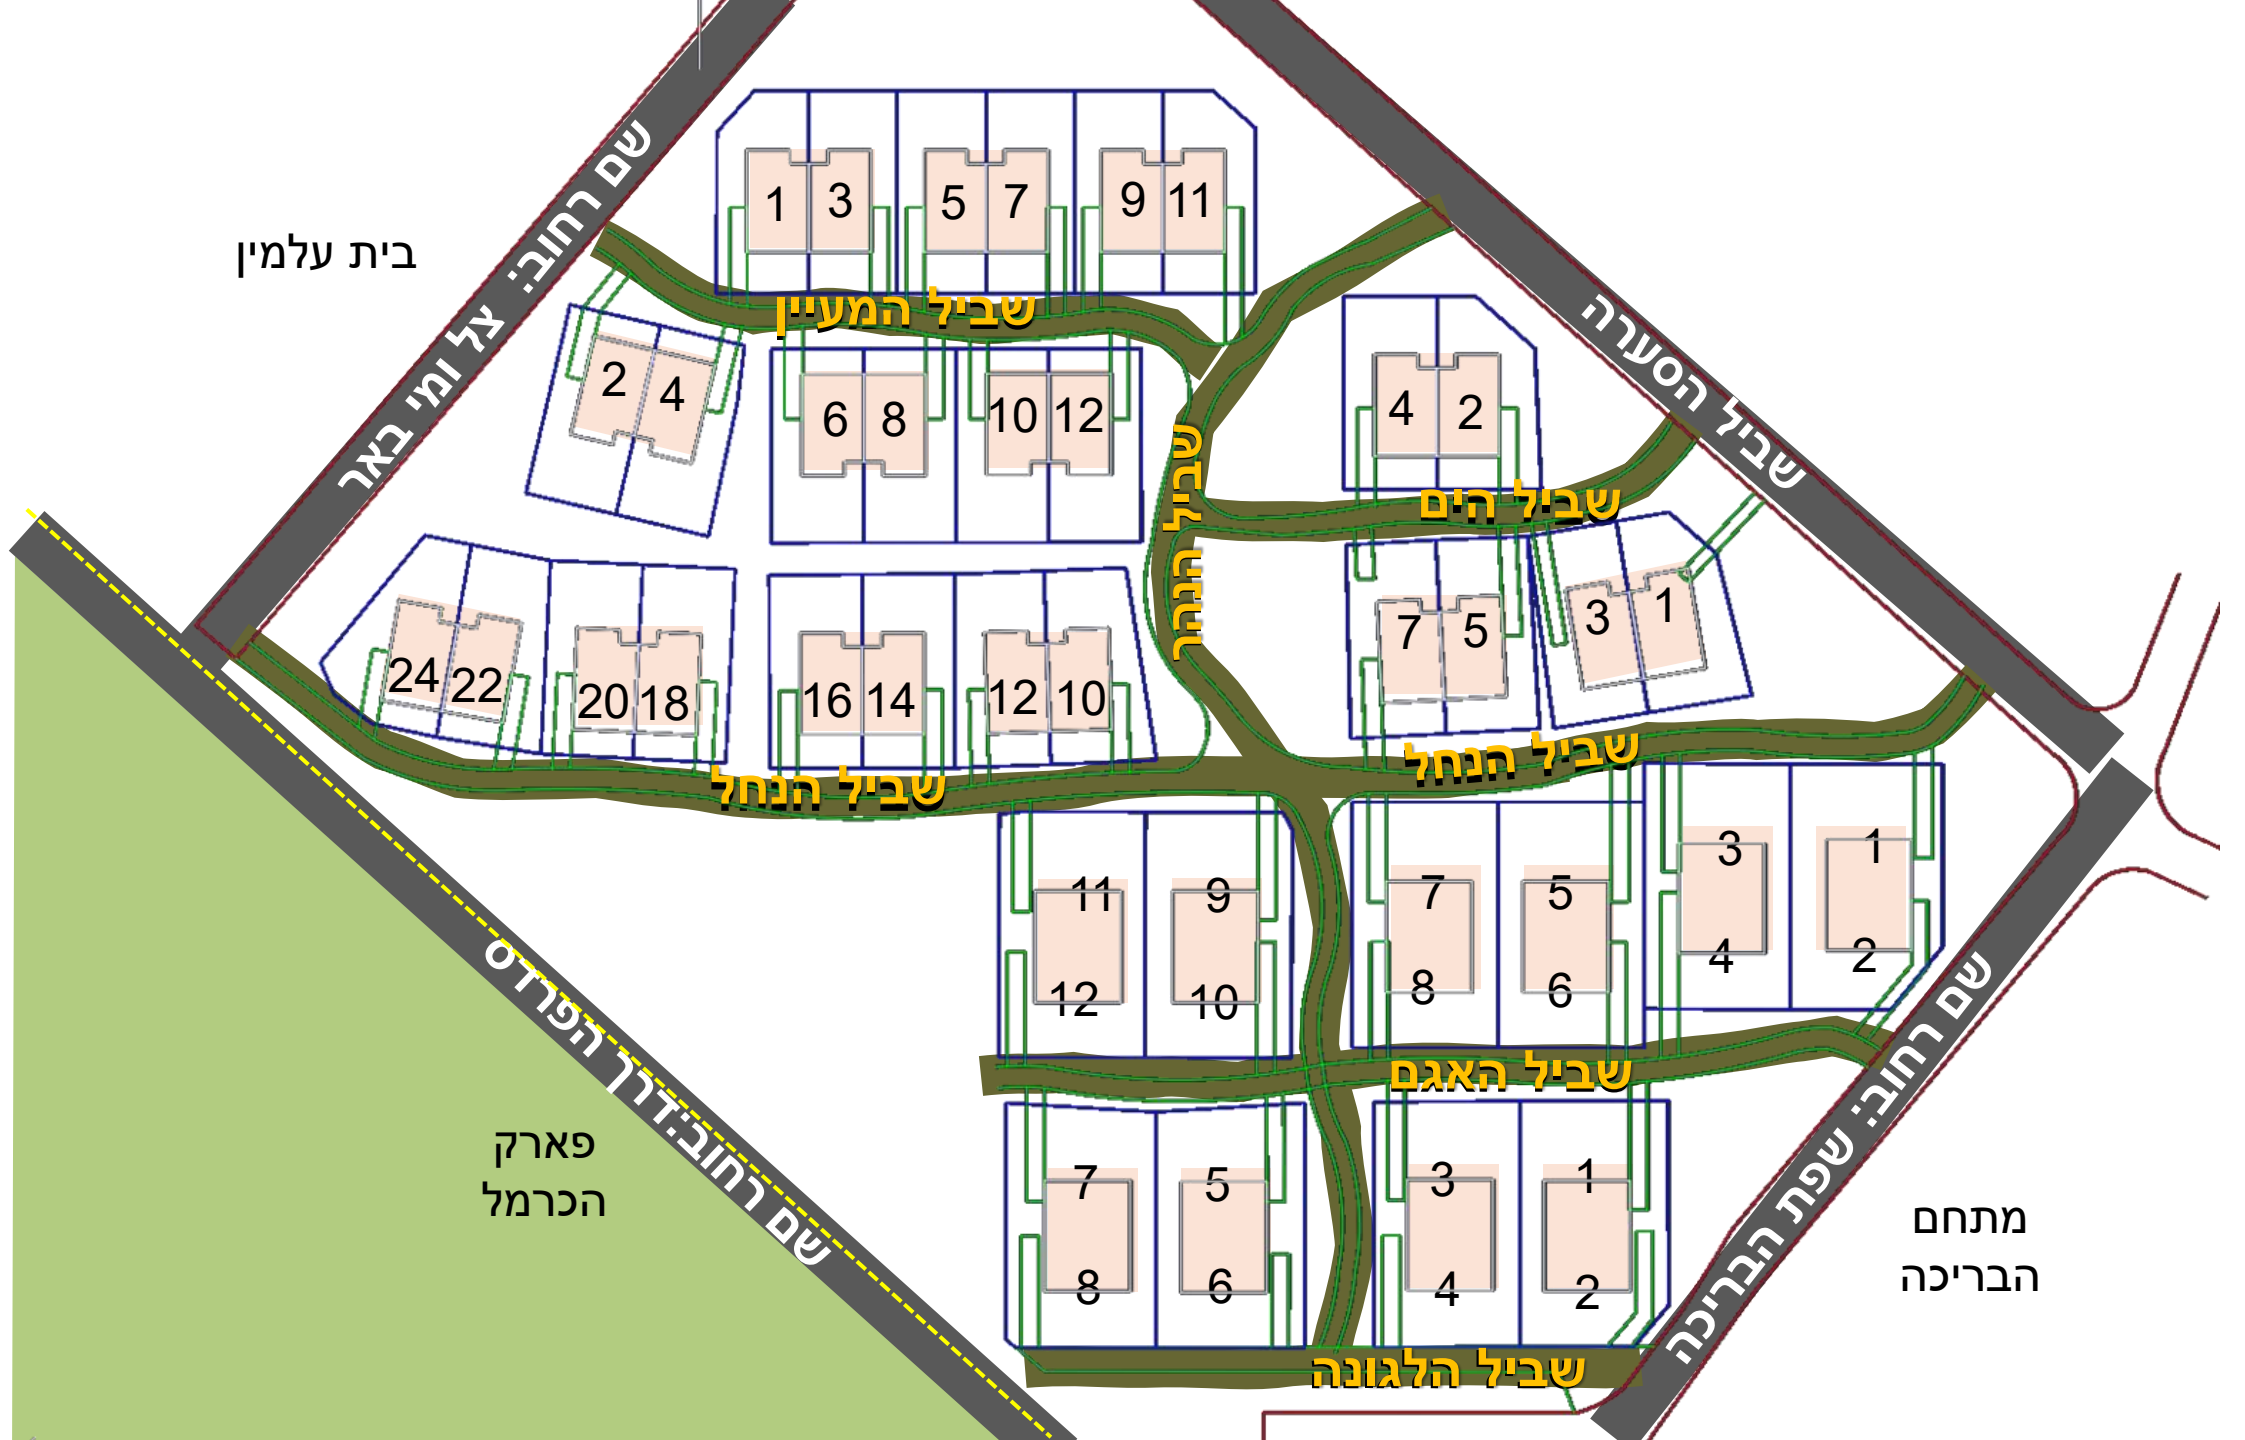 שם רחוב: צל ומי באר
בית עלמין
1 3 5 7 9 11
שביל המעיין
2 4 6 8 10 12
שביל הנהר
שביל הסערה
4 2
שביל הים
7 5 3 1
24 22 20 18 16 14 12 10
שביל הנחל
שביל הנחל
11 9 7 5 3 1
12 10 8 6 4 2
שביל האגם
7 5 3 1
8 6 4 2
שביל הלגונה
שם רחוב:דרך הפרדס
פארק
הכרמל
שם רחוב: שפת הבריכה
מתחם
הבריכה